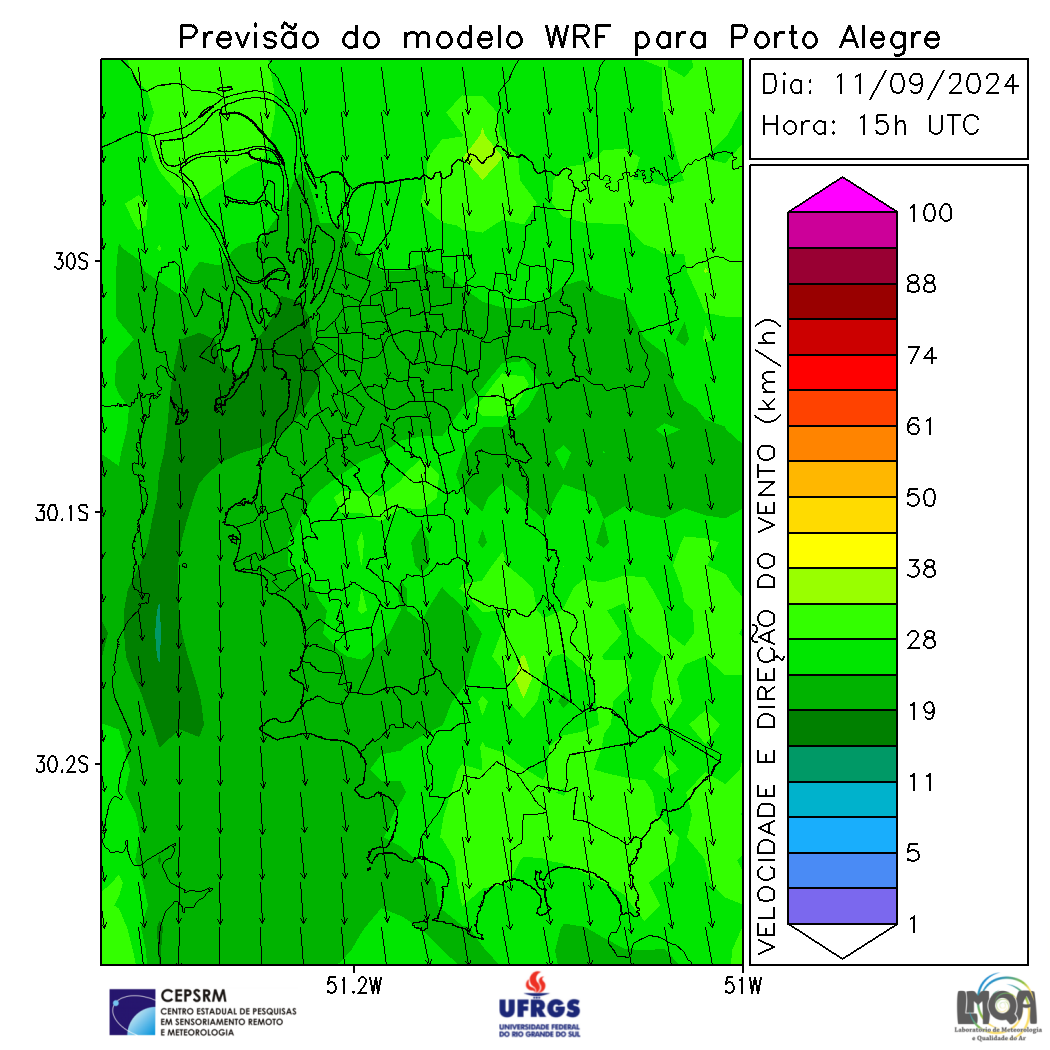 Previsão do modelo WRF para Porto Alegre
Dia: 11/09/2024
Hora: 15h UTC
30S
30.1S
30.2S
51.2W
51W
VELOCIDADE E DIREÇÃO DO VENTO (km/h)
100
88
74
61
50
38
28
19
11
5
1
CEPSRM
CENTRO ESTADUAL DE PESQUISAS
EM SENSORIAMENTO REMOTO
E METEOROLOGIA
UFRGS
UNIVERSIDADE FEDERAL
DO RIO GRANDE DO SUL
LMQA
Laboratório de Meteorologia
e Qualidade do Ar